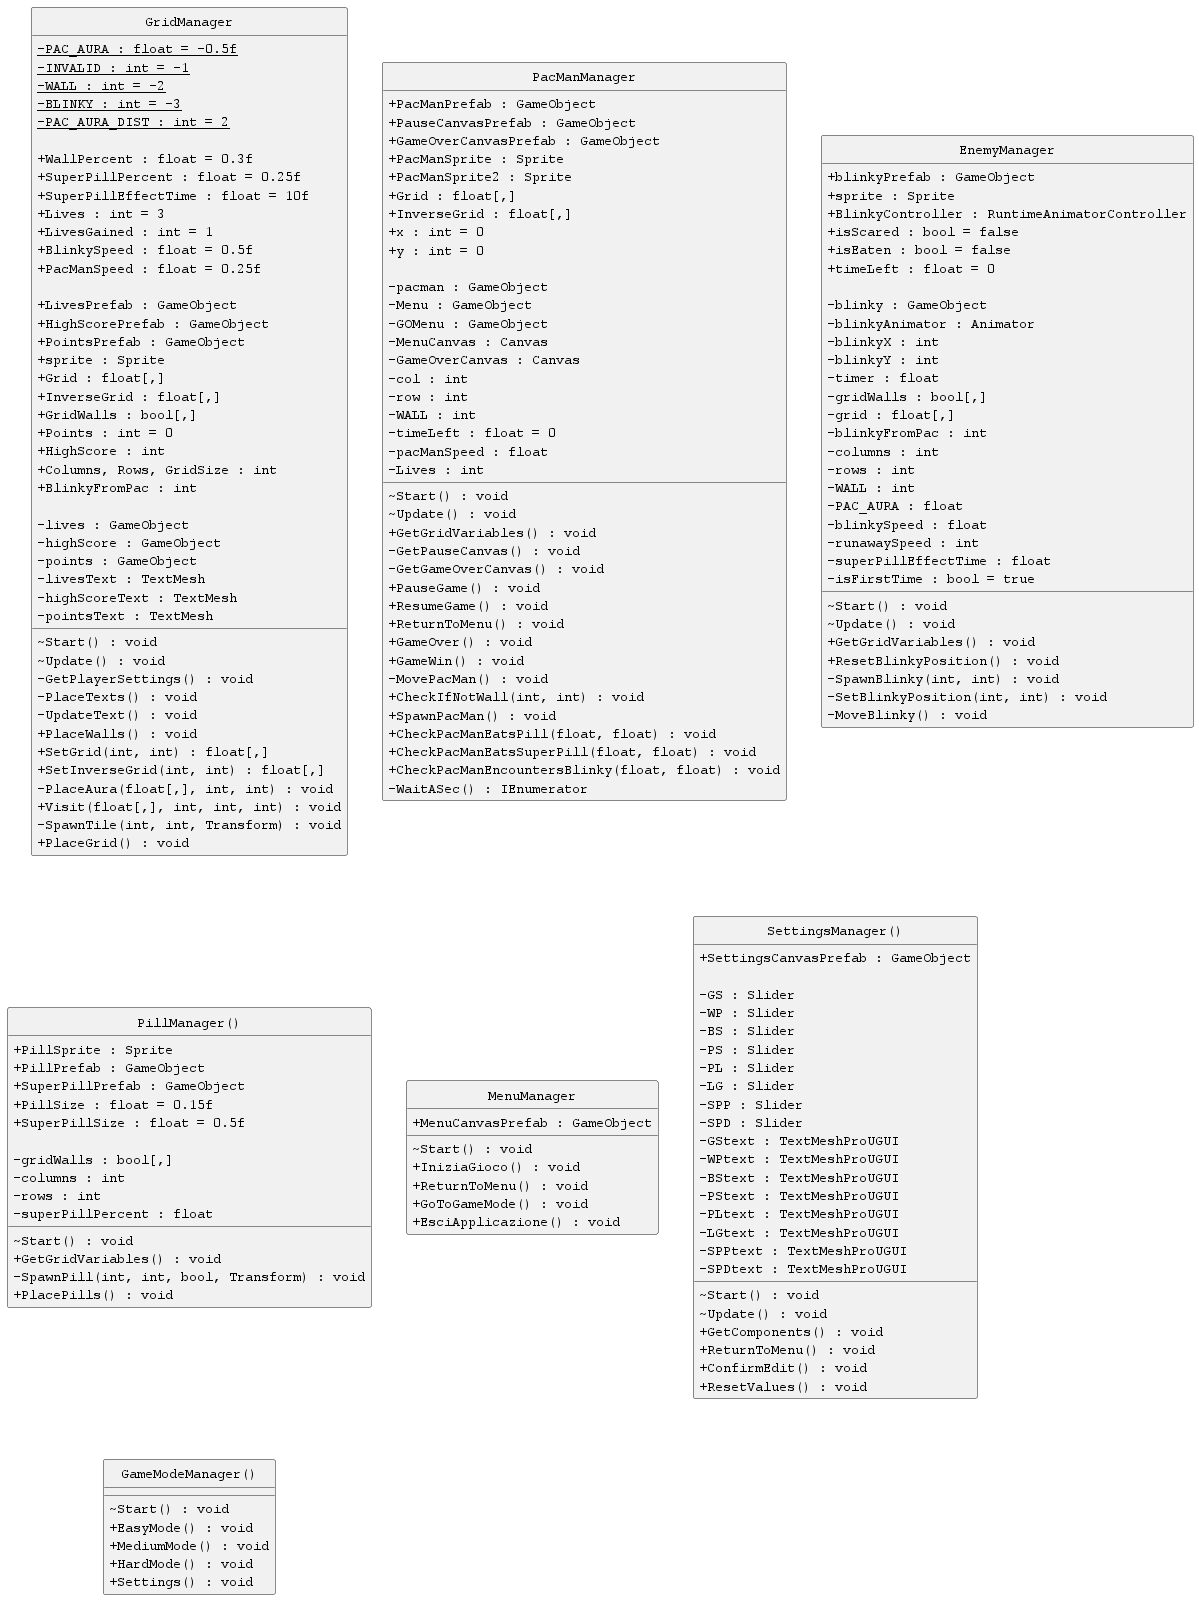 GridManager
-PAC_AURA : float = -0.5f
-INVALID : int = -1
-WALL : int = -2
-BLINKY : int = -3
-PAC_AURA_DIST : int = 2
+WallPercent : float = 0.3f
+SuperPillPercent : float = 0.25f
+SuperPillEffectTime : float = 10f
+Lives : int = 3
+LivesGained : int = 1
+BlinkySpeed : float = 0.5f
+PacManSpeed : float = 0.25f
+LivesPrefab : GameObject
+HighScorePrefab : GameObject
+PointsPrefab : GameObject
+sprite : Sprite
+Grid : float[,]
+InverseGrid : float[,]
+GridWalls : bool[,]
+Points : int = 0
+HighScore : int
+Columns, Rows, GridSize : int
+BlinkyFromPac : int
-lives : GameObject
-highScore : GameObject
-points : GameObject
-livesText : TextMesh
-highScoreText : TextMesh
-pointsText : TextMesh
~Start() : void
~Update() : void
-GetPlayerSettings() : void
-PlaceTexts() : void
-UpdateText() : void
+PlaceWalls() : void
+SetGrid(int, int) : float[,]
+SetInverseGrid(int, int) : float[,]
-PlaceAura(float[,], int, int) : void
+Visit(float[,], int, int, int) : void
-SpawnTile(int, int, Transform) : void
+PlaceGrid() : void
PacManManager
+PacManPrefab : GameObject
+PauseCanvasPrefab : GameObject
+GameOverCanvasPrefab : GameObject
+PacManSprite : Sprite
+PacManSprite2 : Sprite
+Grid : float[,]
+InverseGrid : float[,]
+x : int = 0
+y : int = 0
-pacman : GameObject
-Menu : GameObject
-GOMenu : GameObject
-MenuCanvas : Canvas
-GameOverCanvas : Canvas
-col : int
-row : int
-WALL : int
-timeLeft : float = 0
-pacManSpeed : float
-Lives : int
~Start() : void
~Update() : void
+GetGridVariables() : void
-GetPauseCanvas() : void
-GetGameOverCanvas() : void
+PauseGame() : void
+ResumeGame() : void
+ReturnToMenu() : void
+GameOver() : void
+GameWin() : void
-MovePacMan() : void
+CheckIfNotWall(int, int) : void
+SpawnPacMan() : void
+CheckPacManEatsPill(float, float) : void
+CheckPacManEatsSuperPill(float, float) : void
+CheckPacManEncountersBlinky(float, float) : void
-WaitASec() : IEnumerator
EnemyManager
+blinkyPrefab : GameObject
+sprite : Sprite
+BlinkyController : RuntimeAnimatorController
+isScared : bool = false
+isEaten : bool = false
+timeLeft : float = 0
-blinky : GameObject
-blinkyAnimator : Animator
-blinkyX : int
-blinkyY : int
-timer : float
-gridWalls : bool[,]
-grid : float[,]
-blinkyFromPac : int
-columns : int
-rows : int
-WALL : int
-PAC_AURA : float
-blinkySpeed : float
-runawaySpeed : int
-superPillEffectTime : float
-isFirstTime : bool = true
~Start() : void
~Update() : void
+GetGridVariables() : void
+ResetBlinkyPosition() : void
-SpawnBlinky(int, int) : void
-SetBlinkyPosition(int, int) : void
-MoveBlinky() : void
PillManager()
+PillSprite : Sprite
+PillPrefab : GameObject
+SuperPillPrefab : GameObject
+PillSize : float = 0.15f
+SuperPillSize : float = 0.5f
-gridWalls : bool[,]
-columns : int
-rows : int
-superPillPercent : float
~Start() : void
+GetGridVariables() : void
-SpawnPill(int, int, bool, Transform) : void
+PlacePills() : void
MenuManager
+MenuCanvasPrefab : GameObject
~Start() : void
+IniziaGioco() : void
+ReturnToMenu() : void
+GoToGameMode() : void
+EsciApplicazione() : void
SettingsManager()
+SettingsCanvasPrefab : GameObject
-GS : Slider
-WP : Slider
-BS : Slider
-PS : Slider
-PL : Slider
-LG : Slider
-SPP : Slider
-SPD : Slider
-GStext : TextMeshProUGUI
-WPtext : TextMeshProUGUI
-BStext : TextMeshProUGUI
-PStext : TextMeshProUGUI
-PLtext : TextMeshProUGUI
-LGtext : TextMeshProUGUI
-SPPtext : TextMeshProUGUI
-SPDtext : TextMeshProUGUI
~Start() : void
~Update() : void
+GetComponents() : void
+ReturnToMenu() : void
+ConfirmEdit() : void
+ResetValues() : void
GameModeManager()
~Start() : void
+EasyMode() : void
+MediumMode() : void
+HardMode() : void
+Settings() : void